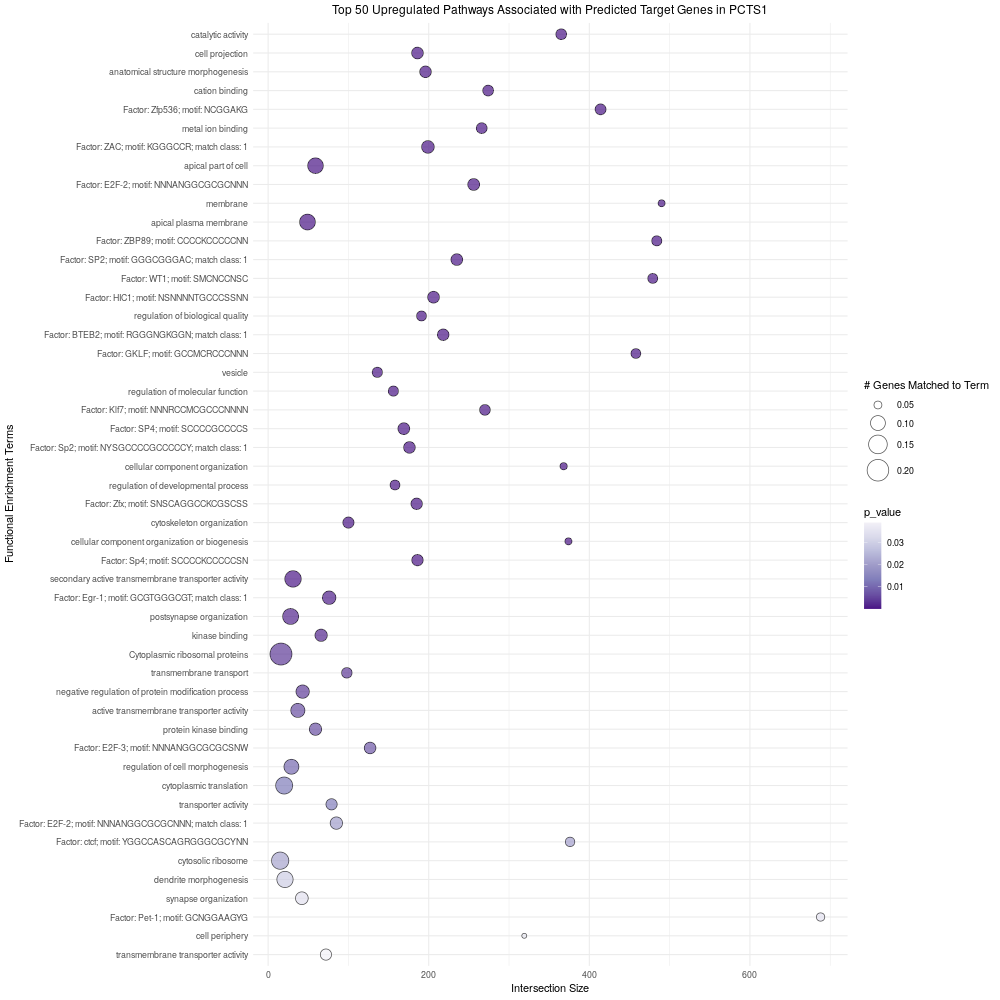 Top 50 Upregulated Pathways Associated with Predicted Target Genes in PCTS1
Functional Enrichment Terms
catalytic activity
cell projection
anatomical structure morphogenesis
cation binding
Factor: Zfp536; motif: NCGGAKG
metal ion binding
Factor: ZAC; motif: KGGGCCR; match class: 1
apical part of cell
Factor: E2F-2; motif: NNNANGGCGCGCNNN
membrane
apical plasma membrane
Factor: ZBP89; motif: CCCCKCCCCCNN
Factor: SP2; motif: GGGCGGGAC; match class: 1
Factor: WT1; motif: SMCNCCNSC
Factor: HIC1; motif: NSNNNNTGCCCSSNN
regulation of biological quality
Factor: BTEB2; motif: RGGGNGKGGN; match class: 1
Factor: GKLF; motif: GCCMCRCCCNNN
vesicle
regulation of molecular function
Factor: Klf7; motif: NNNRCCMCGCCCNNNN
Factor: SP4; motif: SCCCCGCCCCS
Factor: Sp2; motif: NYSGCCCCGCCCCCY; match class: 1
cellular component organization
regulation of developmental process
Factor: Zfx; motif: SNSCAGGCCKCGSCSS
cytoskeleton organization
cellular component organization or biogenesis
Factor: Sp4; motif: SCCCCKCCCCCSN
secondary active transmembrane transporter activity
Factor: Egr-1; motif: GCGTGGGCGT; match class: 1
postsynapse organization
kinase binding
Cytoplasmic ribosomal proteins
transmembrane transport
negative regulation of protein modification process
active transmembrane transporter activity
protein kinase binding
Factor: E2F-3; motif: NNNANGGCGCGCSNW
regulation of cell morphogenesis
cytoplasmic translation
transporter activity
Factor: E2F-2; motif: NNNANGGCGCGCNNN; match class: 1
Factor: ctcf; motif: YGGCCASCAGRGGGCGCYNN
cytosolic ribosome
dendrite morphogenesis
synapse organization
Factor: Pet-1; motif: GCNGGAAGYG
cell periphery
transmembrane transporter activity
0 200 400 600
Intersection Size
# Genes Matched to Term
0.05
0.10
0.15
0.20
p_value
0.03
0.02
0.01